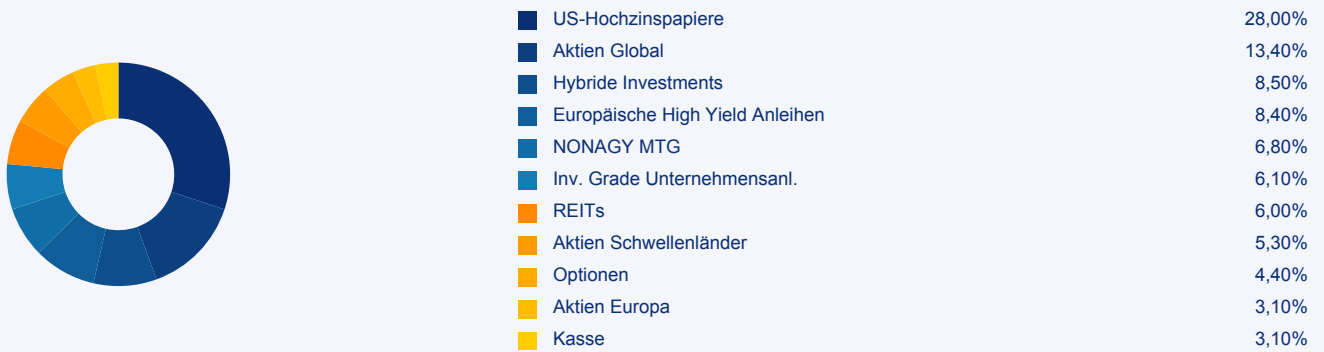 US-Hochzinspapiere 28,00%
Aktien Global 13,40%
Hybride Investments 8,50%
Europäische High Yield Anleihen 8,40%
NONAGY MTG 6,80%
Inv. Grade Unternehmensanl. 6,10%
REITs 6,00%
Aktien Schwellenländer 5,30%
Optionen 4,40%
Aktien Europa 3,10%
Kasse 3,10%